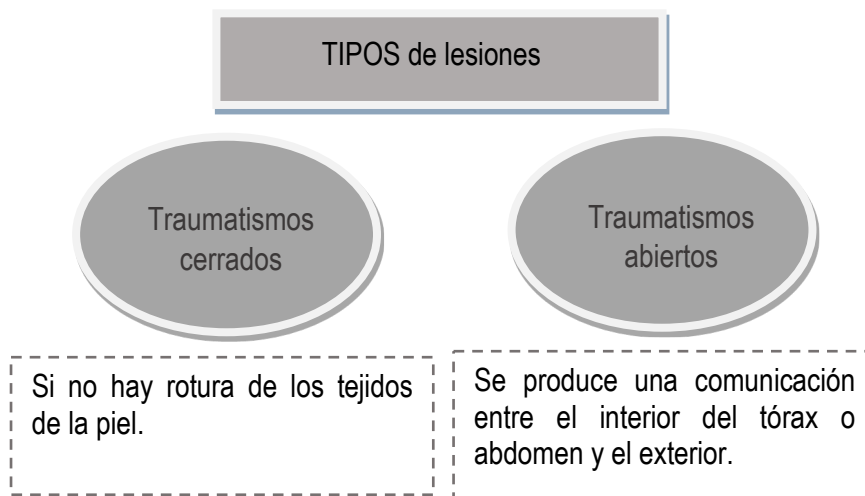 TIPOS de lesiones
Traumatismos
cerrados
Traumatismos
abiertos
Si no hay rotura de los tejidos
de la piel.
Se produce una comunicación
entre el interior del tórax o
abdomen y el exterior.